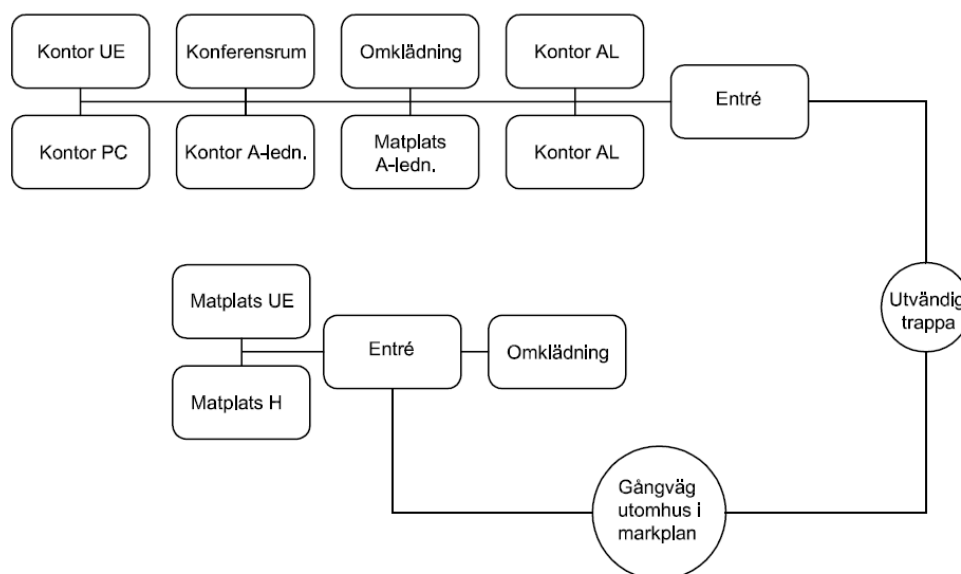 Kontor UE
Konferensrum
Omklädning
Kontor AL
Entré
Kontor PC
Kontor A-ledn.
Matplats
A-ledn.
Kontor AL
Utvändig
trappa
Matplats UE
Entré
Omklädning
Matplats H
Gångväg
utomhus i
markplan